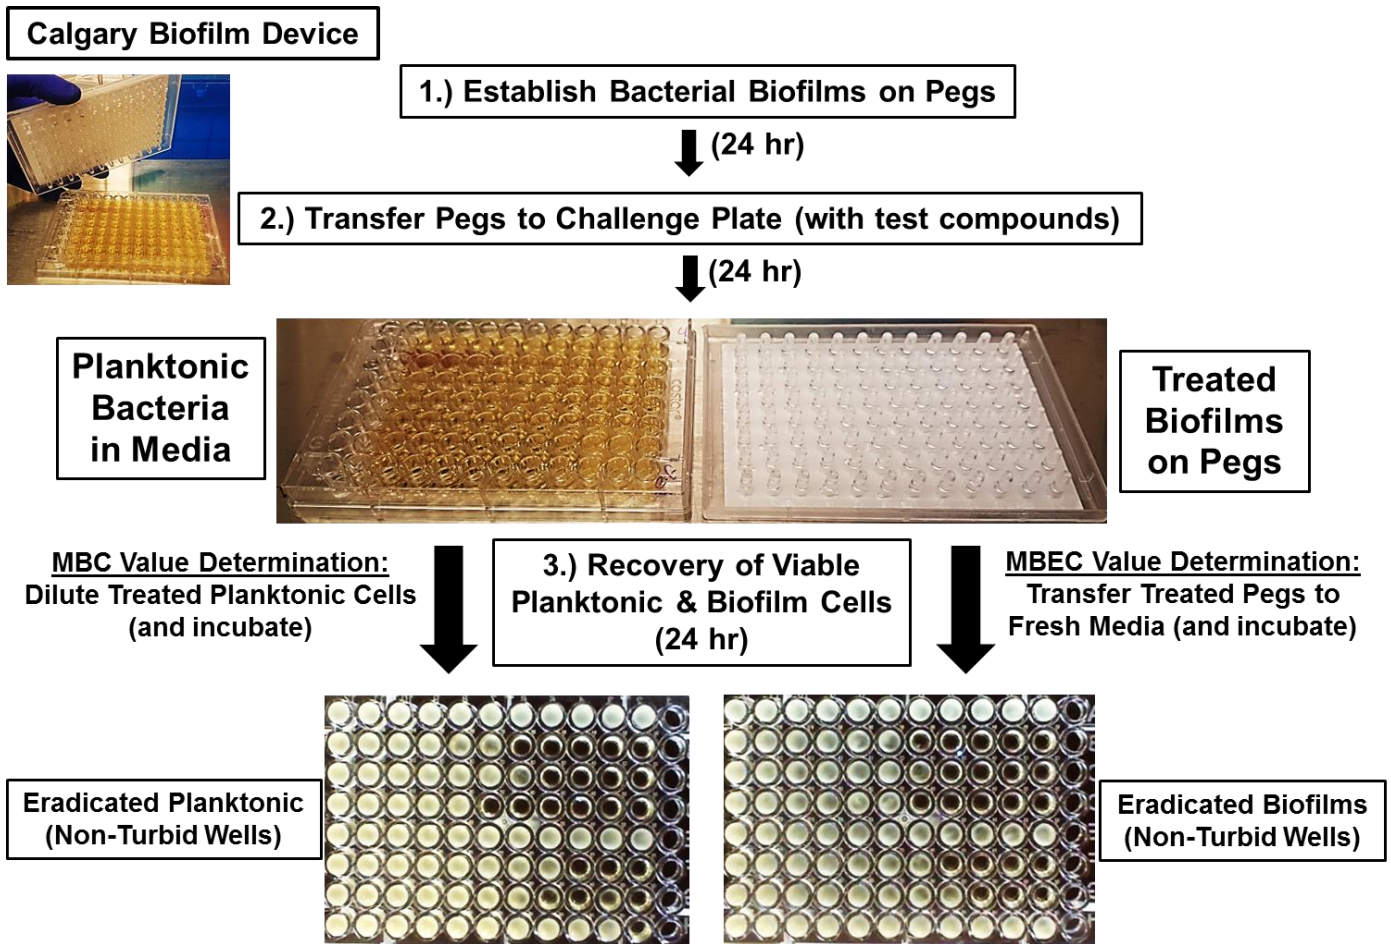 Calgary Biofilm Device
1.) Establish Bacterial Biofilms on Pegs
(24 hr)
2.) Transfer Pegs to Challenge Plate (with test compounds)
(24 hr)
Planktonic
Bacteria
in Media
Treated
Biofilms
on Pegs
MBC Value Determination:
Dilute Treated Planktonic Cells
(and incubate)
3.) Recovery of Viable
Planktonic & Biofilm Cells
(24 hr)
MBEC Value Determination:
Transfer Treated Pegs to
Fresh Media (and incubate)
Eradicated Planktonic
(Non-Turbid Wells)
Eradicated Biofilms
(Non-Turbid Wells)